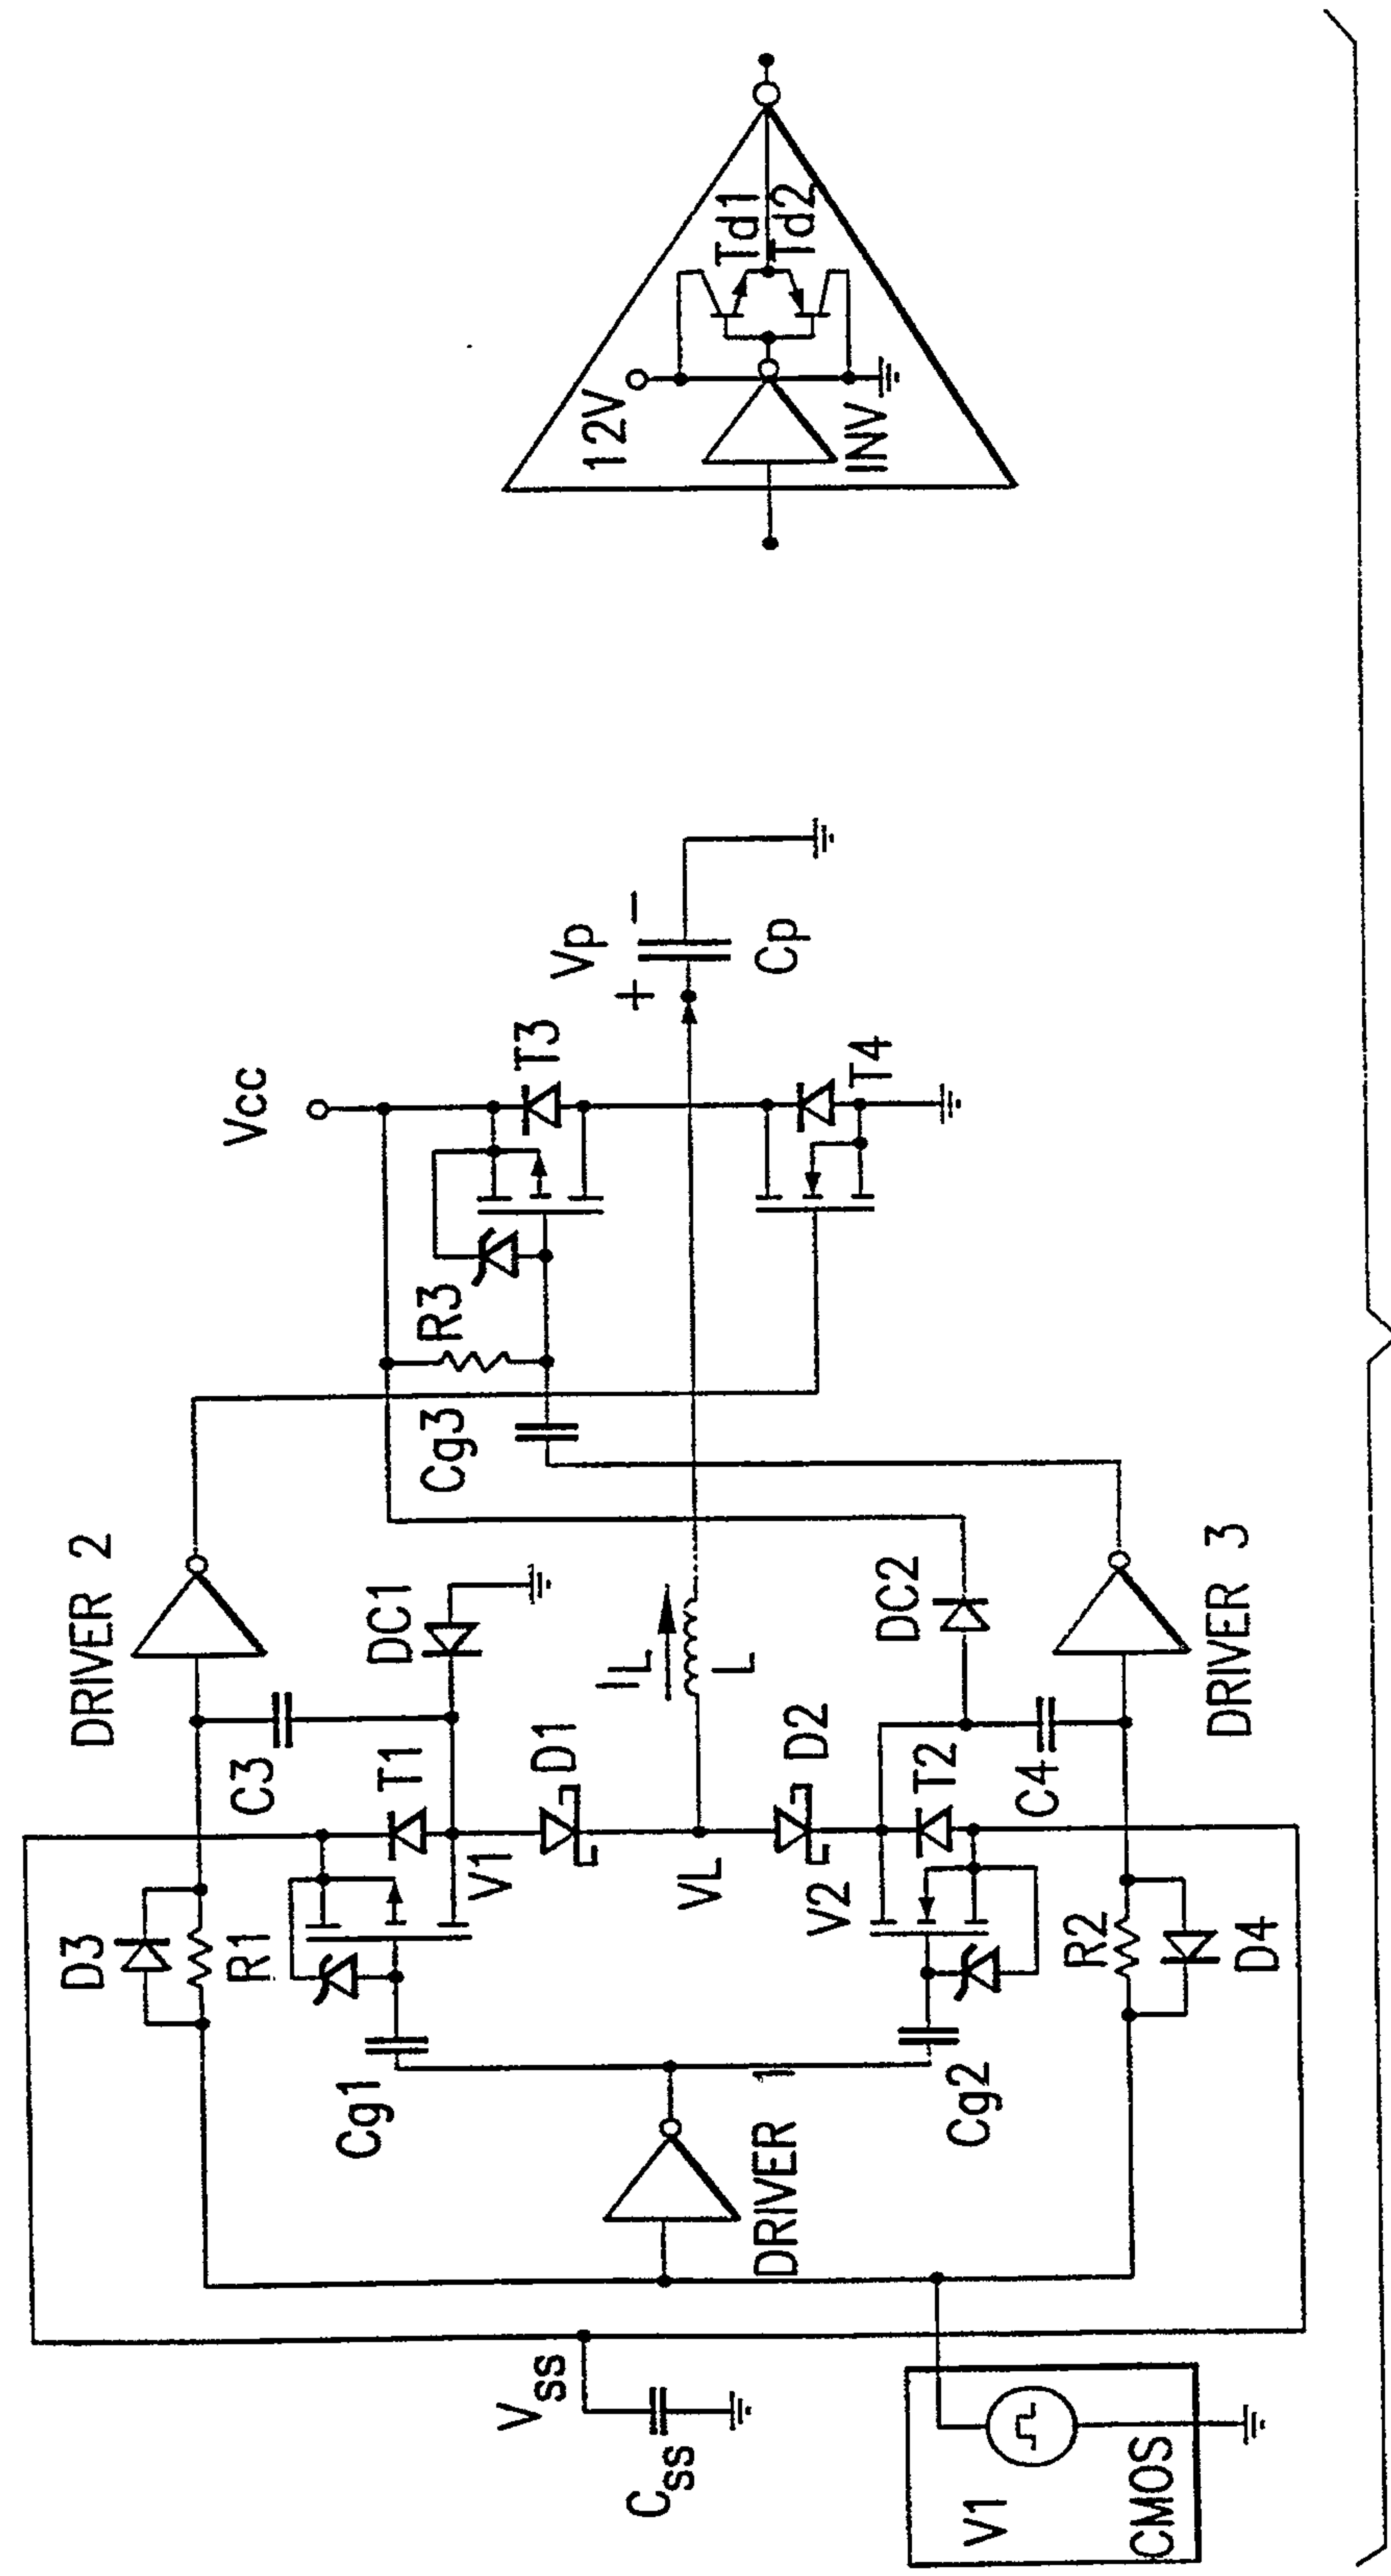 DRIVER 2
Vcc
D3
R1
C3
T1
DC1
Cg1
V1
D1
Cg3
R3
T3
12V
Td1
Td2
INV
Vss
Css
DRIVER 1
VL
IL
L
Vp
+
−
Cp
D2
V2
T2
DC2
T4
Cg2
R2
C4
D4
DRIVER 3
V1
CMOS